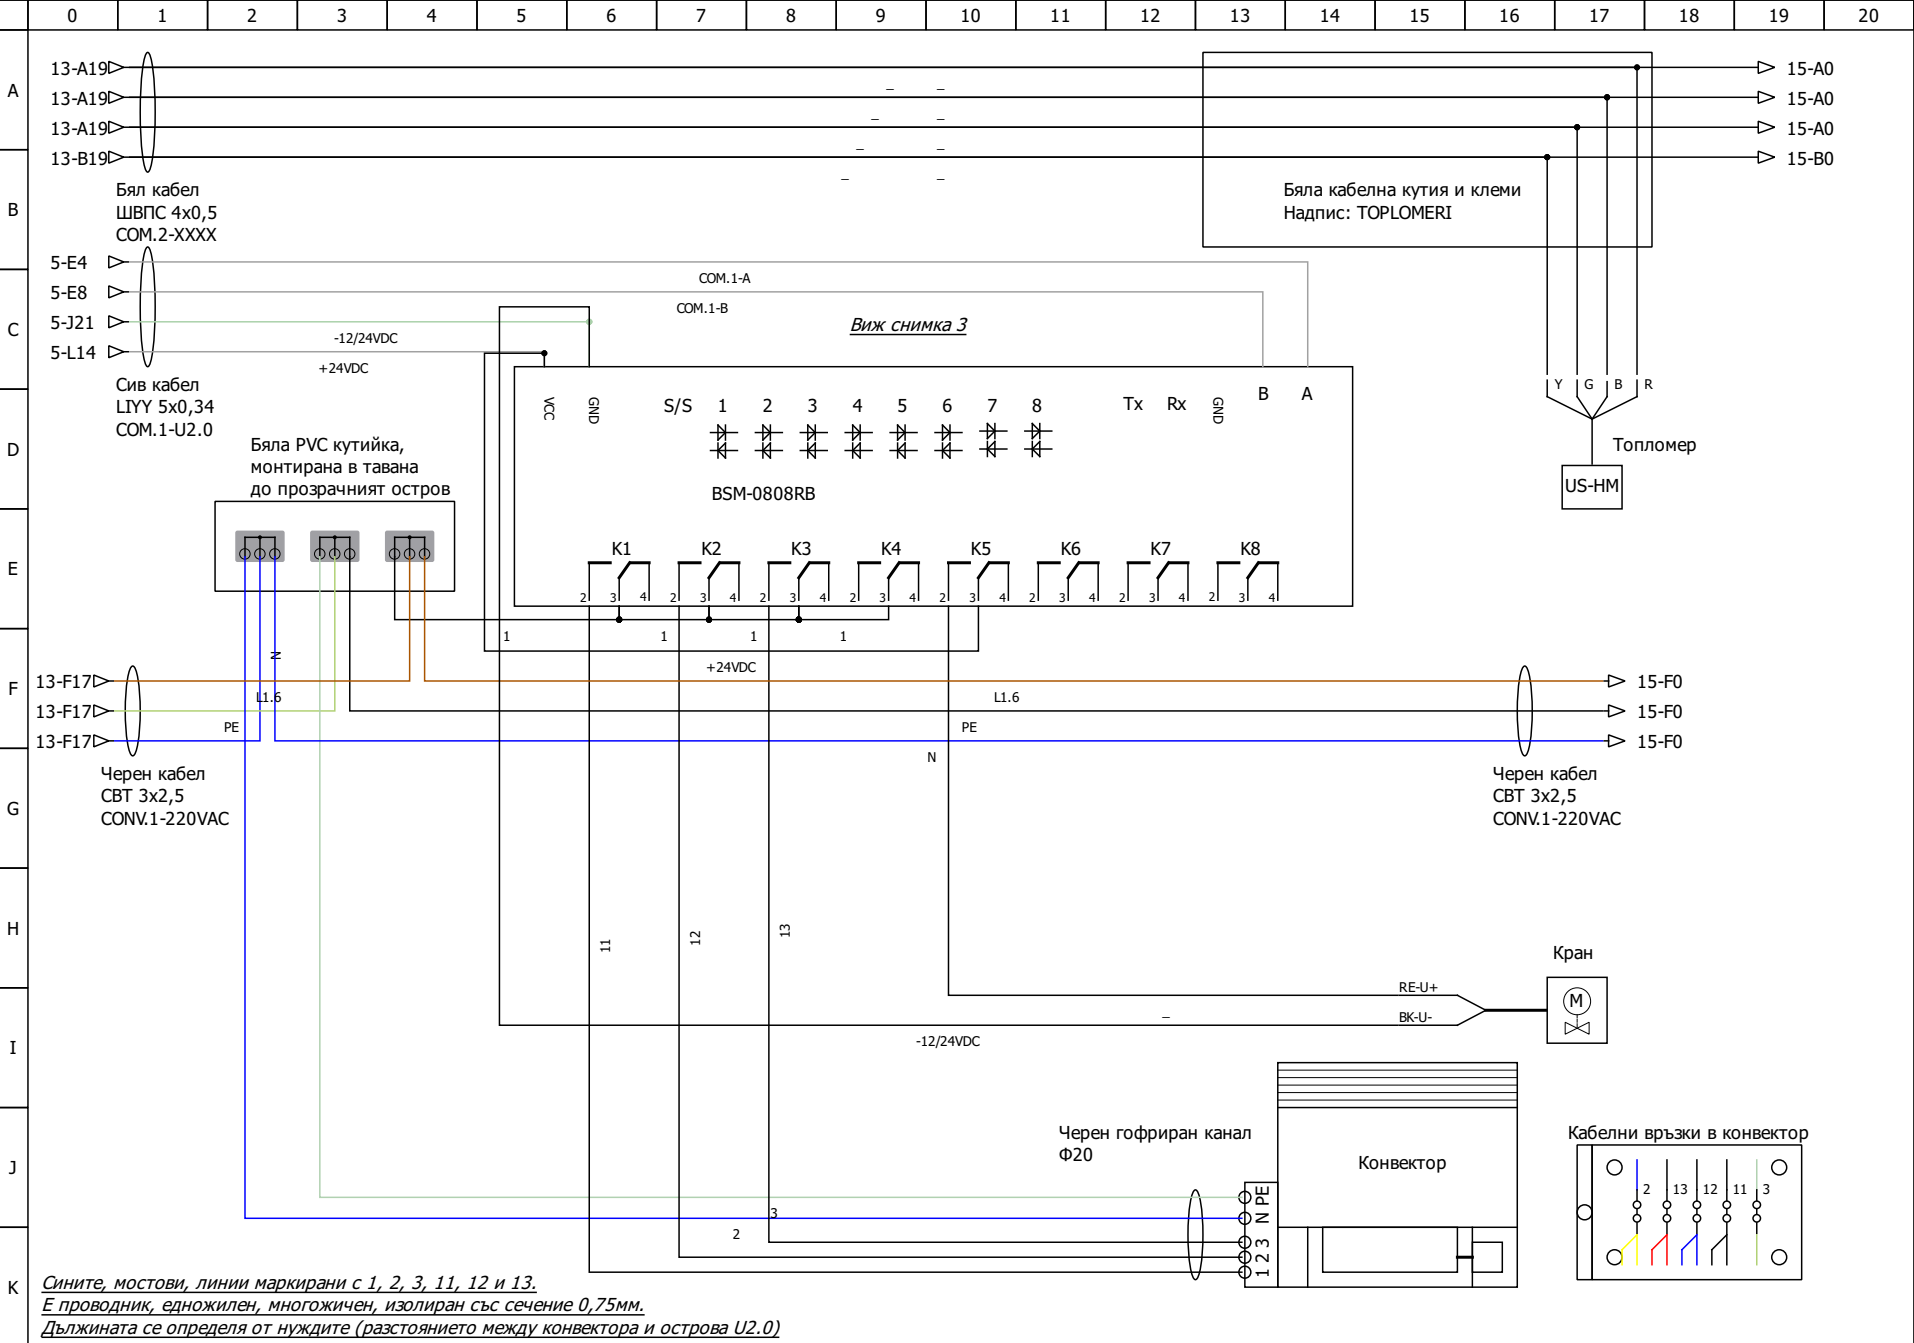 0 1 2 3 4 5 6 7 8 9 10 11 12 13 14 15 16 17 18 19 20
A
B
C
D
E
F
G
H
I
J
K
13-A19
13-A19
13-A19
13-B19
15-A0
15-A0
15-A0
15-B0
Бял кабел
ШВПС 4x0,5
COM.2-XXXX
Бяла кабелна кутия и клеми
Надпис: TOPLOMERI
5-E4
5-E8
5-J21
5-L14
COM.1-A
COM.1-B
-12/24VDC
+24VDC
Виж снимка 3
Сив кабел
LIYY 5x0,34
COM.1-U2.0
VCC GND S/S 1 2 3 4 5 6 7 8 Tx Rx GND B A
BSM-0808RB
Y G B R
Топломер
US-HM
Бяла PVC кутийка,
монтирана в тавана
до прозрачният остров
K1 K2 K3 K4 K5 K6 K7 K8
2 3 4 2 3 4 2 3 4 2 3 4 2 3 4 2 3 4 2 3 4 2 3 4
1 1 1 1
+24VDC
N
13-F17
13-F17
13-F17
L1.6
PE
L1.6
PE
N
15-F0
15-F0
15-F0
Черен кабел
СВТ 3x2,5
CONV.1-220VAC
Черен кабел
СВТ 3x2,5
CONV.1-220VAC
11 12 13
Кран
M
RE-U+
BK-U-
-12/24VDC
Черен гофриран канал
Ф20
Конвектор
PE
N
3
2
1
3
2
Кабелни връзки в конвектор
2 13 12 11 3
Сините, мостови, линии маркирани с 1, 2, 3, 11, 12 и 13.
Е проводник, едножилен, многожичен, изолиран със сечение 0,75мм.
Дължината се определя от нуждите (разстоянието между конвектора и острова U2.0)